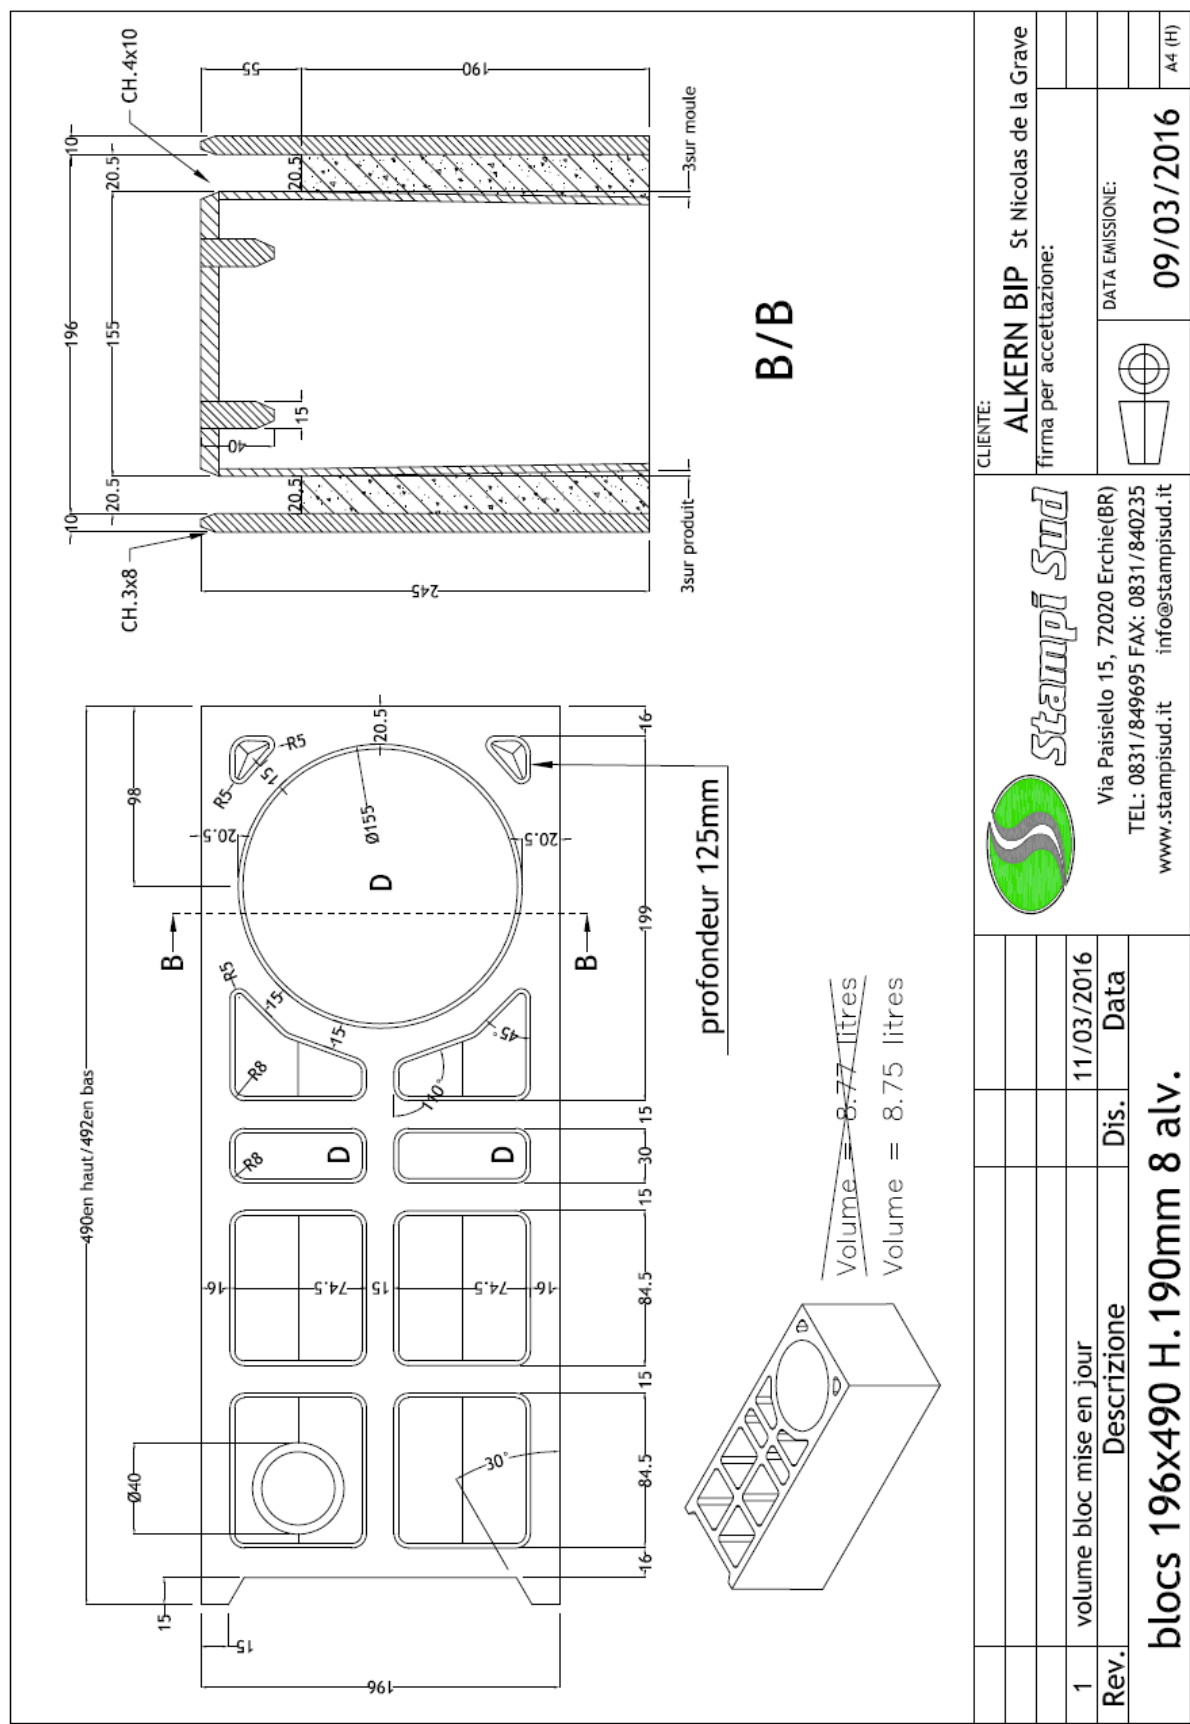 490en haut/492en bas
98
15
15
196
Ø40
R8
R8
R5
15
15
B
B
20.5
20.5
20.5
Ø155
D
R5
R5
15
D
D
16
74.5
15
74.5
16
110°
45°
30°
16
84.5
15
84.5
15
30
15
199
16
profondeur 125mm
CH.3x8
CH.4x10
10
196
10
20.5
155
20.5
20.5
20.5
55
190
245
40
15
3sur produit
3sur moule
B/B
Volume = 8.77 litres
Volume = 8.75 litres
1
volume bloc mise en jour
11/03/2016
Rev.
Descrizione
Dis.
Data
blocs 196x490 H.190mm 8 alv.
Stampi Sud
Via Paisiello 15, 72020 Erchie(BR)
TEL: 0831/849695 FAX: 0831/840235
www.stampisud.it info@stampisud.it
CLIENTE:
ALKERN BIP St Nicolas de la Grave
firma per accettazione:
DATA EMISSIONE:
09/03/2016
A4 (H)